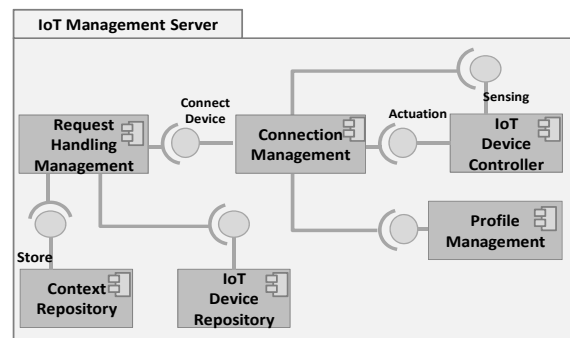 IoT Management Server
Sensing
Connect
Device
Actuation
Request
Handling
Management
Connection
Management
IoT
Device
Controller
Profile
Management
Store
Context
Repository
IoT
Device
Repository